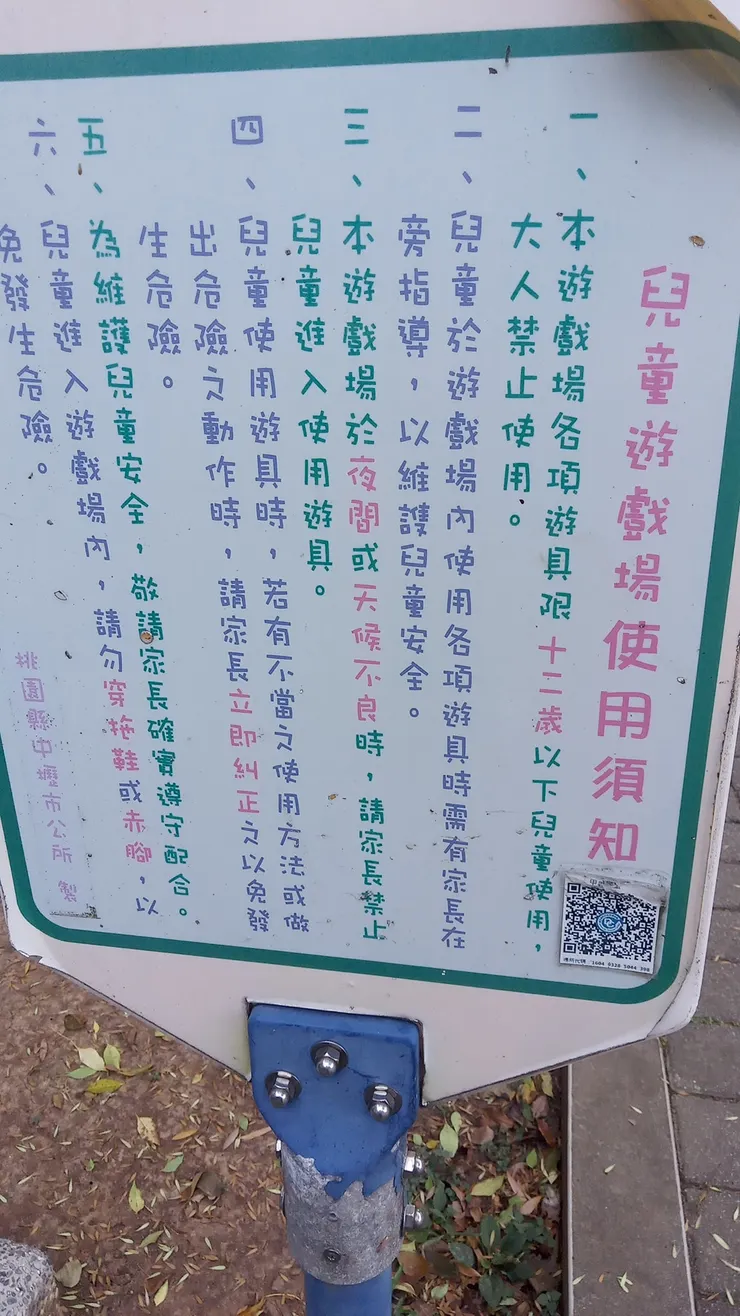 兒童遊戲場使用須知
一、本遊戲場各項遊具限十二歲以下兒童使用，
大人禁止使用。
二、兒童於遊戲場內使用各項遊具時需有家長在
旁指導，以維護兒童安全。
三、本遊戲場於夜間或天候不良時，請家長禁止
兒童進入使用遊具。
四、兒童使用遊具時，若有不當之使用方法或做
出危險之動作時，請家長立即糾正之以免發
生危險。
五、為維護兒童安全，敬請家長確實遵守配合。
六、兒童進入遊戲場內，請勿穿拖鞋或赤腳，以
免發生危險。
桃園縣中壢市公所 製